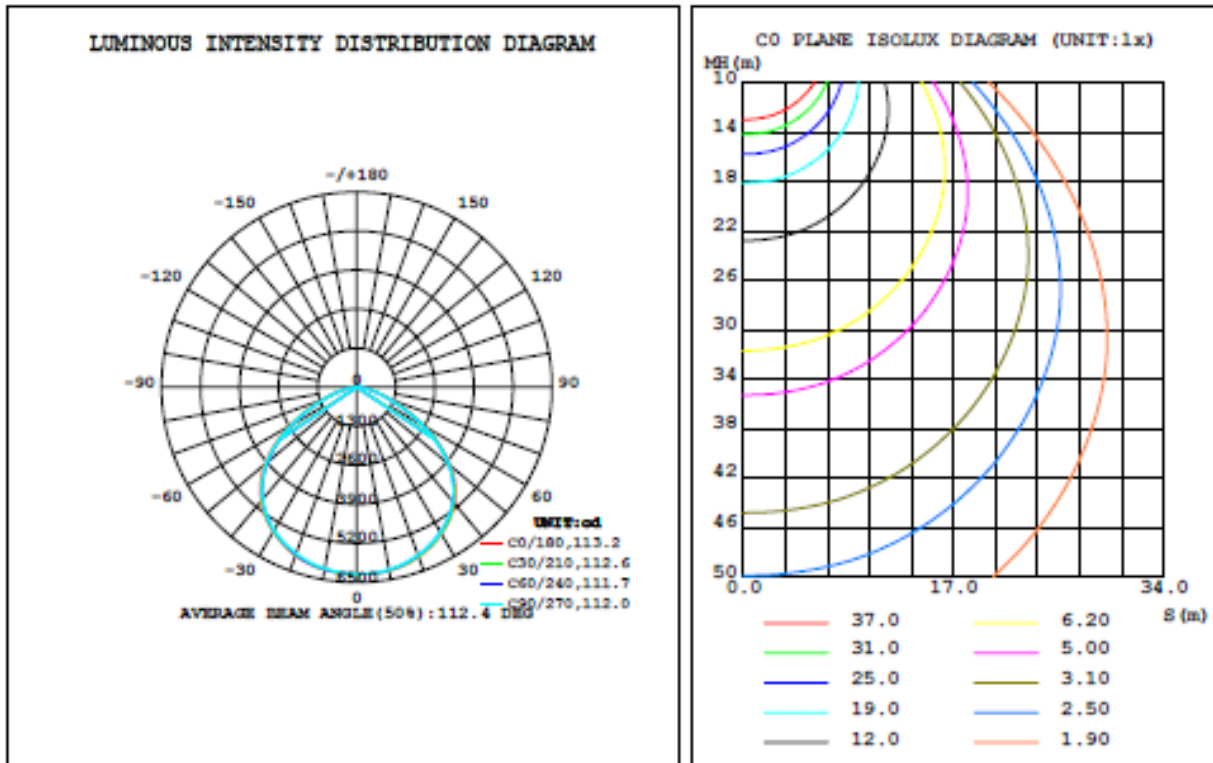 LUMINOUS INTENSITY DISTRIBUTION DIAGRAM
-/+180
-150 150
-120 120
-90 90
-60 60
-30 30
0
0
1300
2600
3900
5200
6500
UNIT:cd
C0/180,113.2
C30/210,112.6
C60/240,111.7
C90/270,112.0
AVERAGE BEAM ANGLE(50%):112.4 DEG
C0 PLANE ISOLUX DIAGRAM (UNIT:lx)
MH(m)
10
14
18
22
26
30
34
38
42
46
50
0.0 17.0 34.0
S(m)
37.0 6.20
31.0 5.00
25.0 3.10
19.0 2.50
12.0 1.90